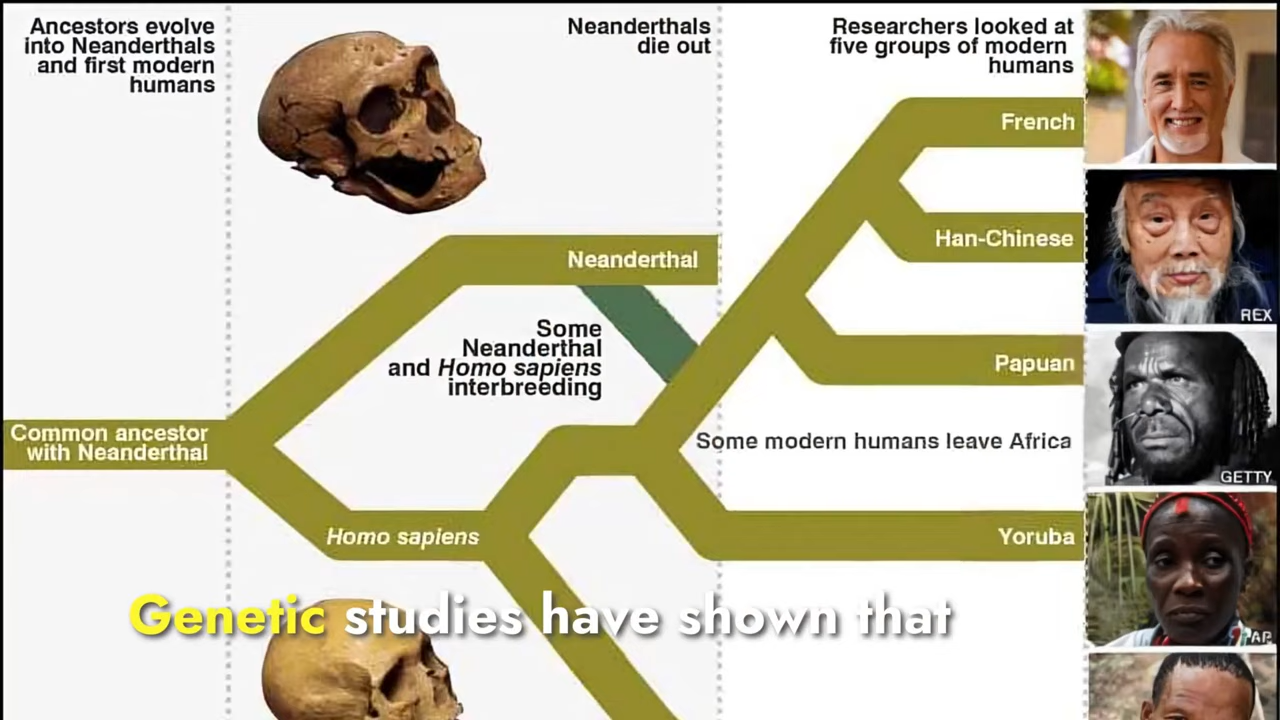 Ancestors evolve
into Neanderthals
and first modern
humans
Neanderthals
die out
Researchers looked at
five groups of modern
humans
French
Han-Chinese
Neanderthal
REX
Some
Neanderthal
and Homo sapiens
interbreeding
Papuan
Common ancestor
with Neanderthal
Some modern humans leave Africa
GETTY
Homo sapiens
Yoruba
Genetic studies have shown that
AP